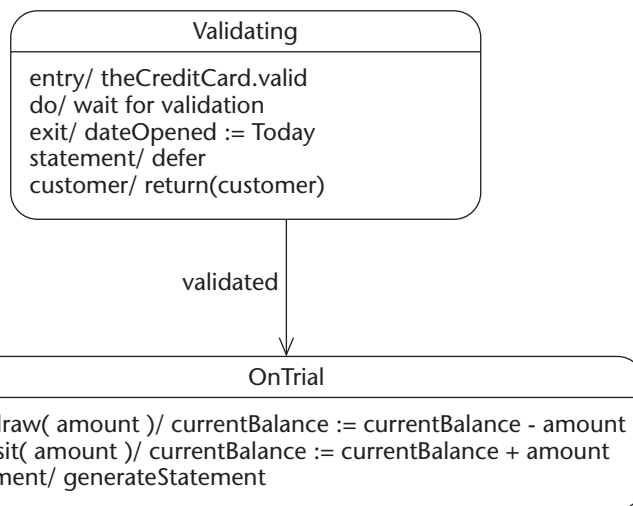 Validating
entry/ theCreditCard.valid
do/ wait for validation
exit/ dateOpened := Today
statement/ defer
customer/ return(customer)
validated
OnTrial
draw( amount )/ currentBalance := currentBalance - amount
sit( amount )/ currentBalance := currentBalance + amount
ment/ generateStatement